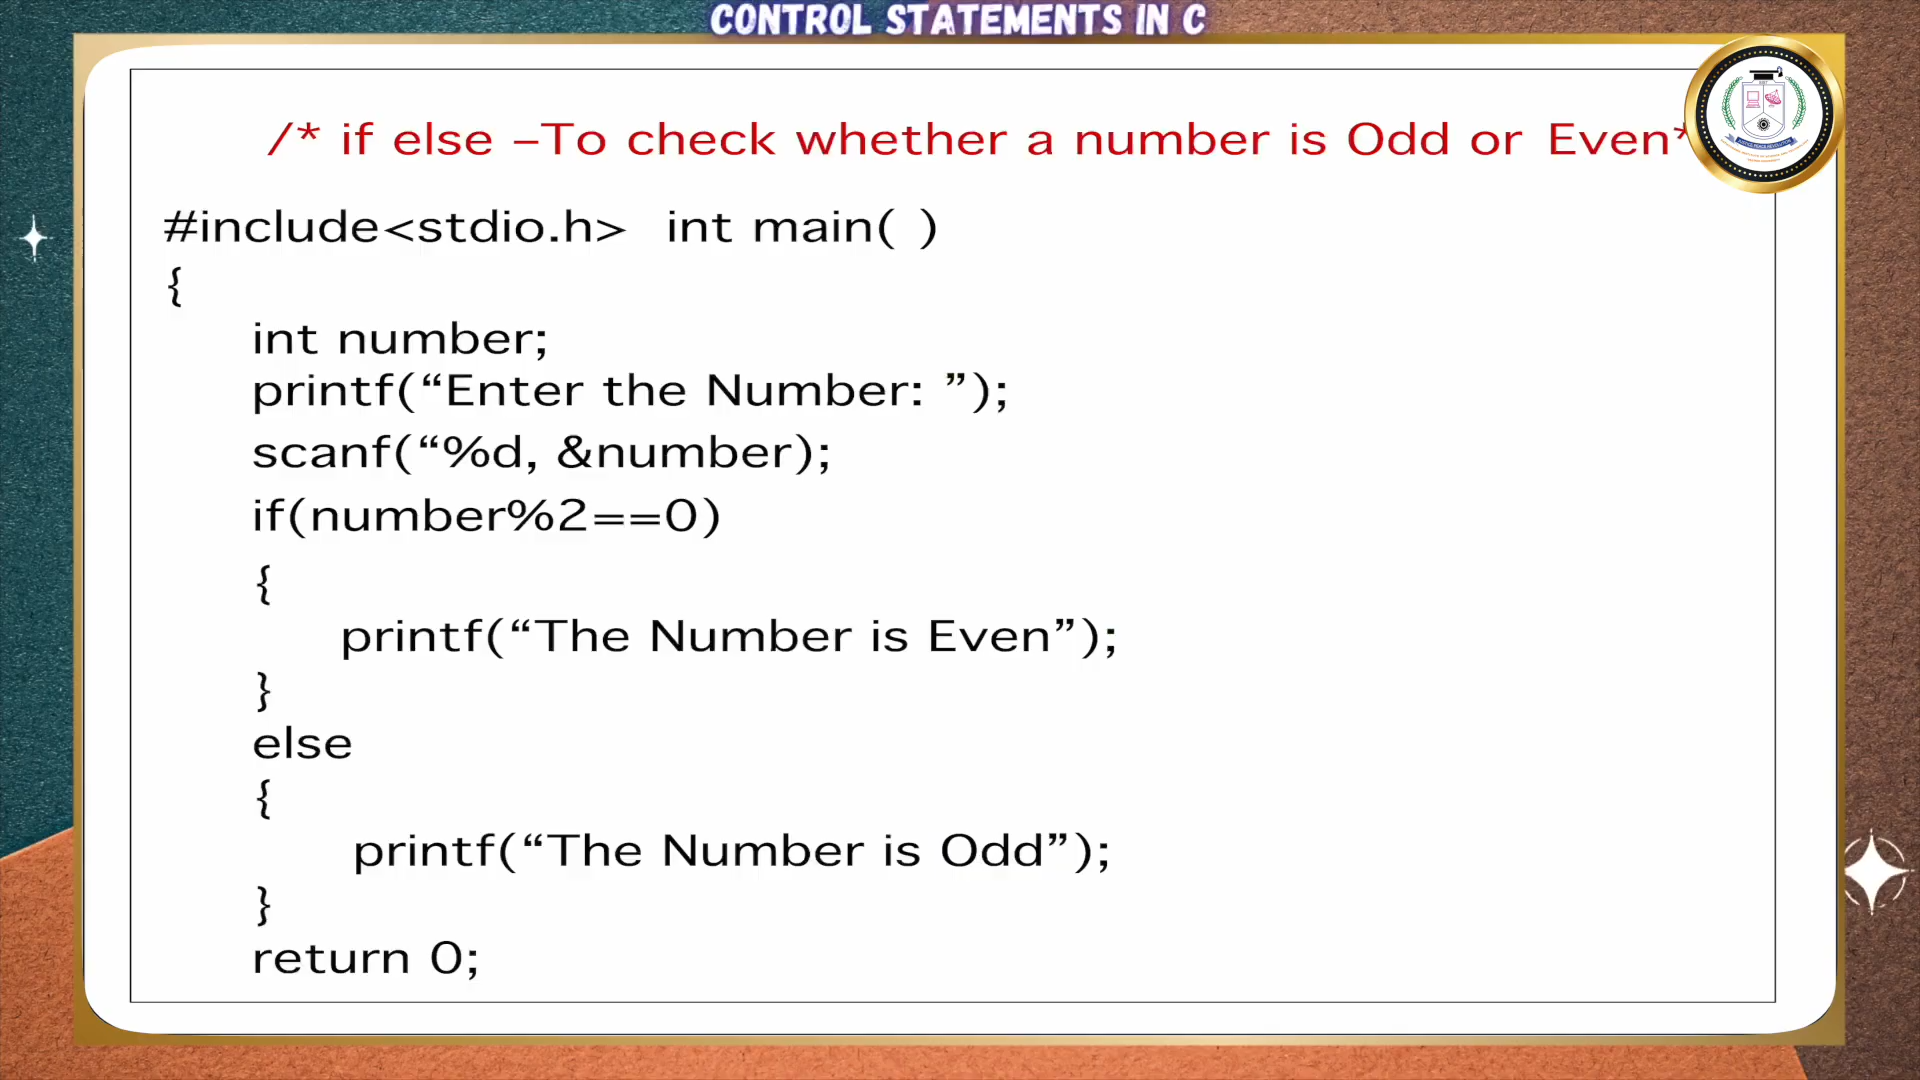 CONTROL STATEMENTS IN C
/* if else –To check whether a number is Odd or Even*
#include<stdio.h> int main( )
{
int number;
printf(“Enter the Number: ”);
scanf(“%d, &number);
if(number%2==0)
{
printf(“The Number is Even”);
}
else
{
printf(“The Number is Odd”);
}
return 0;